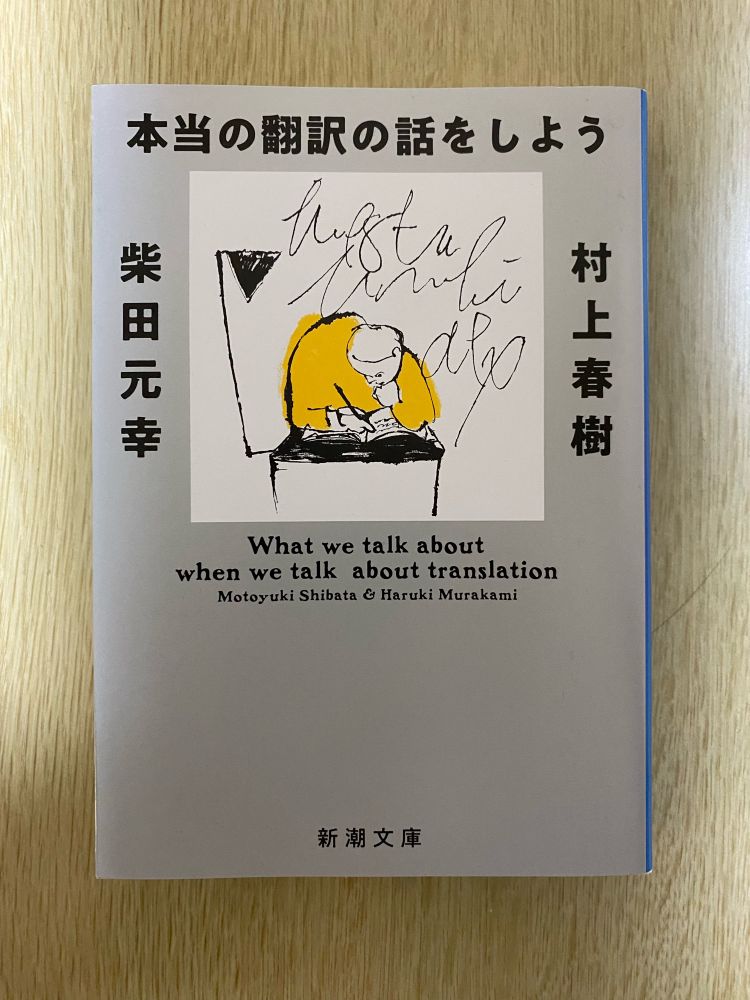 本当の翻訳の話をしよう
村上春樹
柴田元幸
What we talk about
when we talk about translation
Motoyuki Shibata & Haruki Murakami
新潮文庫